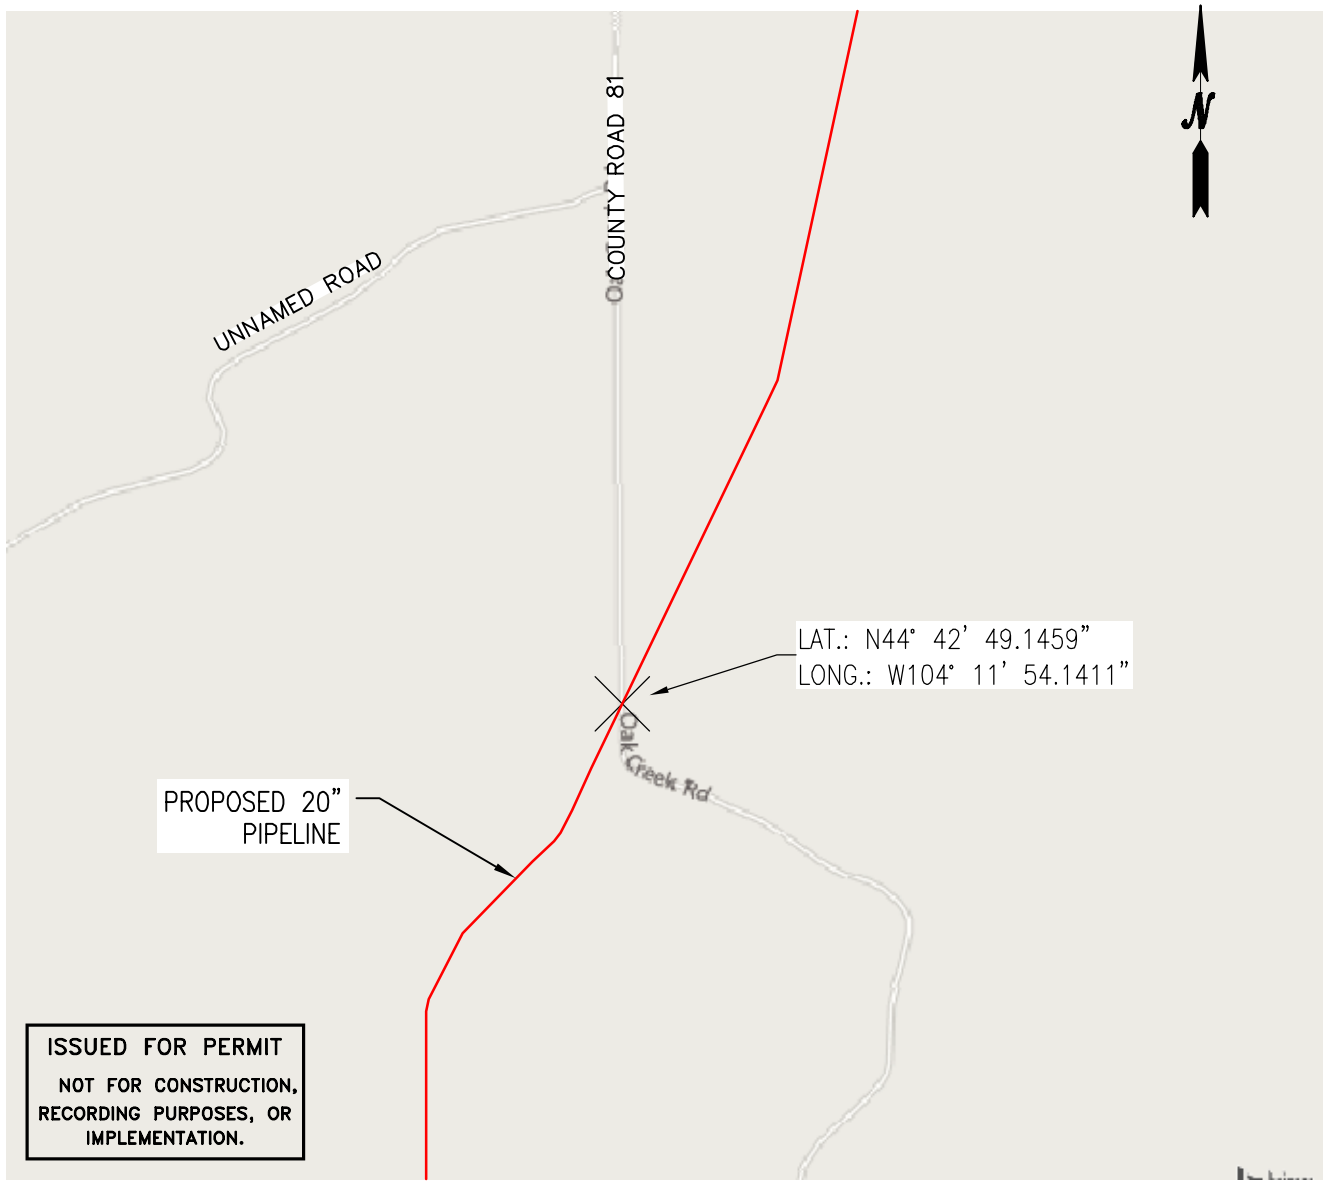 N
COUNTY ROAD 81
UNNAMED ROAD
LAT.: N44° 42' 49.1459"
LONG.: W104° 11' 54.1411"
Oak Creek Rd
PROPOSED 20"
PIPELINE
ISSUED FOR PERMIT
NOT FOR CONSTRUCTION,
RECORDING PURPOSES, OR
IMPLEMENTATION.